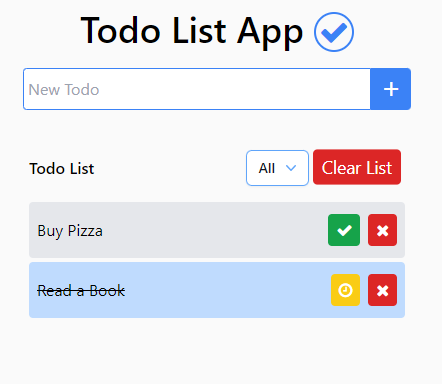 Todo List App
New Todo
+
Todo List
All
Clear List
Buy Pizza
Read a Book